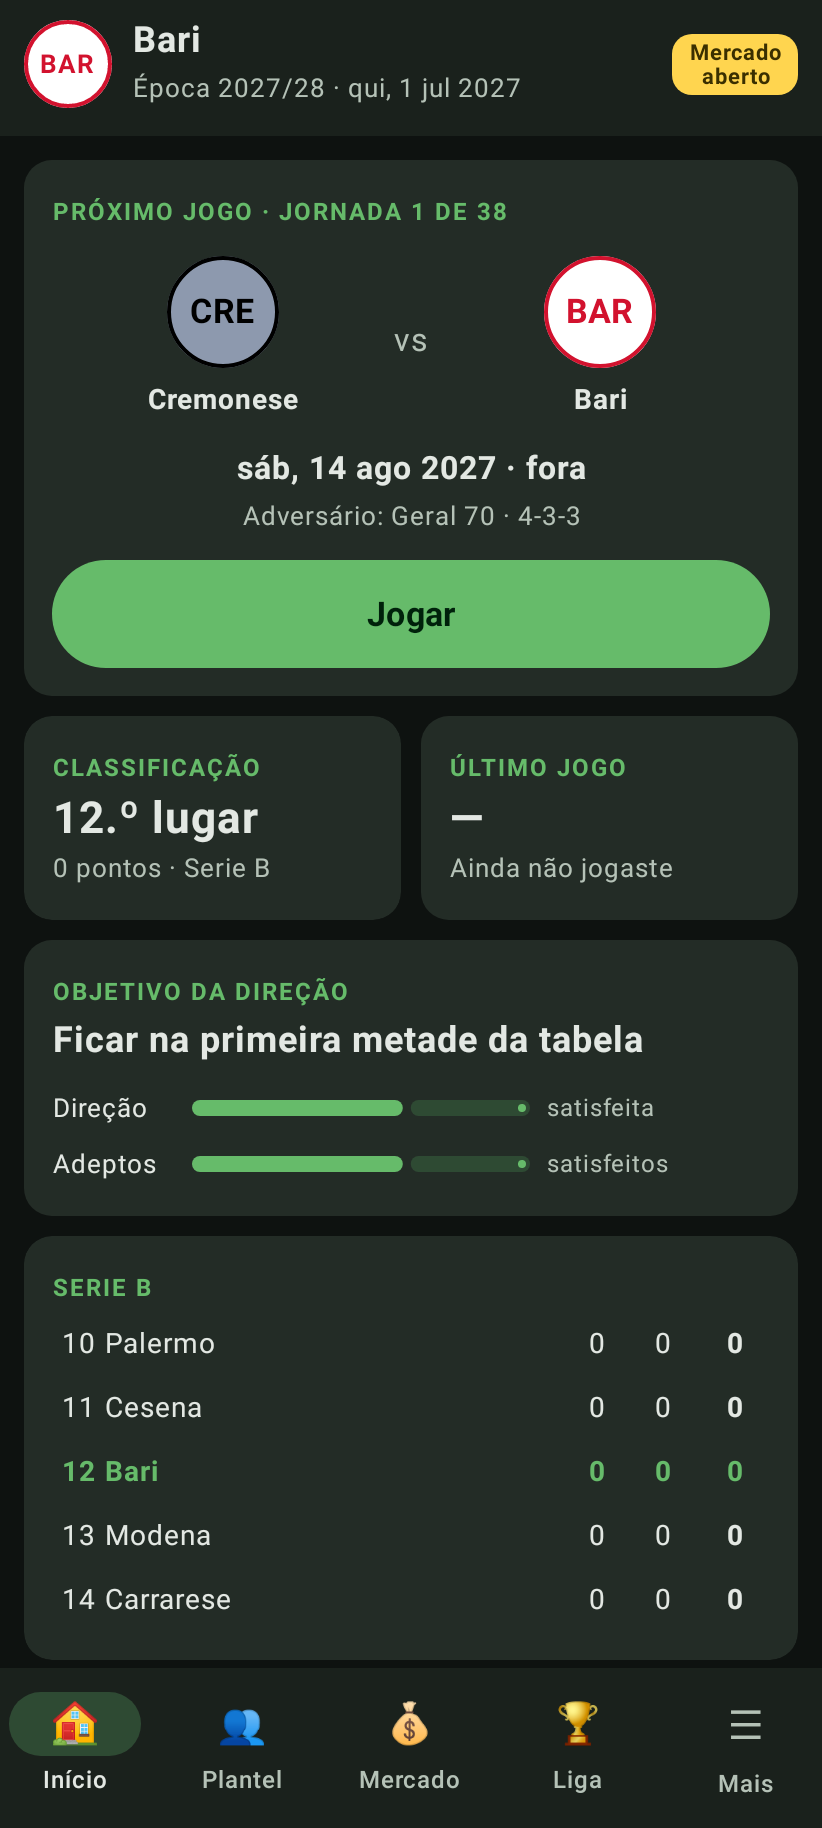 BAR
Bari
Época 2027/28 · qui, 1 jul 2027
Mercado
aberto
PRÓXIMO JOGO · JORNADA 1 DE 38
CRE
vs
BAR
Cremonese
Bari
sáb, 14 ago 2027 · fora
Adversário: Geral 70 · 4-3-3
Jogar
CLASSIFICAÇÃO
12.º lugar
0 pontos · Serie B
ÚLTIMO JOGO
—
Ainda não jogaste
OBJETIVO DA DIREÇÃO
Ficar na primeira metade da tabela
Direção satisfeita
Adeptos satisfeitos
SERIE B
10 Palermo 0 0 0
11 Cesena 0 0 0
12 Bari 0 0 0
13 Modena 0 0 0
14 Carrarese 0 0 0
Início
Plantel
Mercado
Liga
Mais